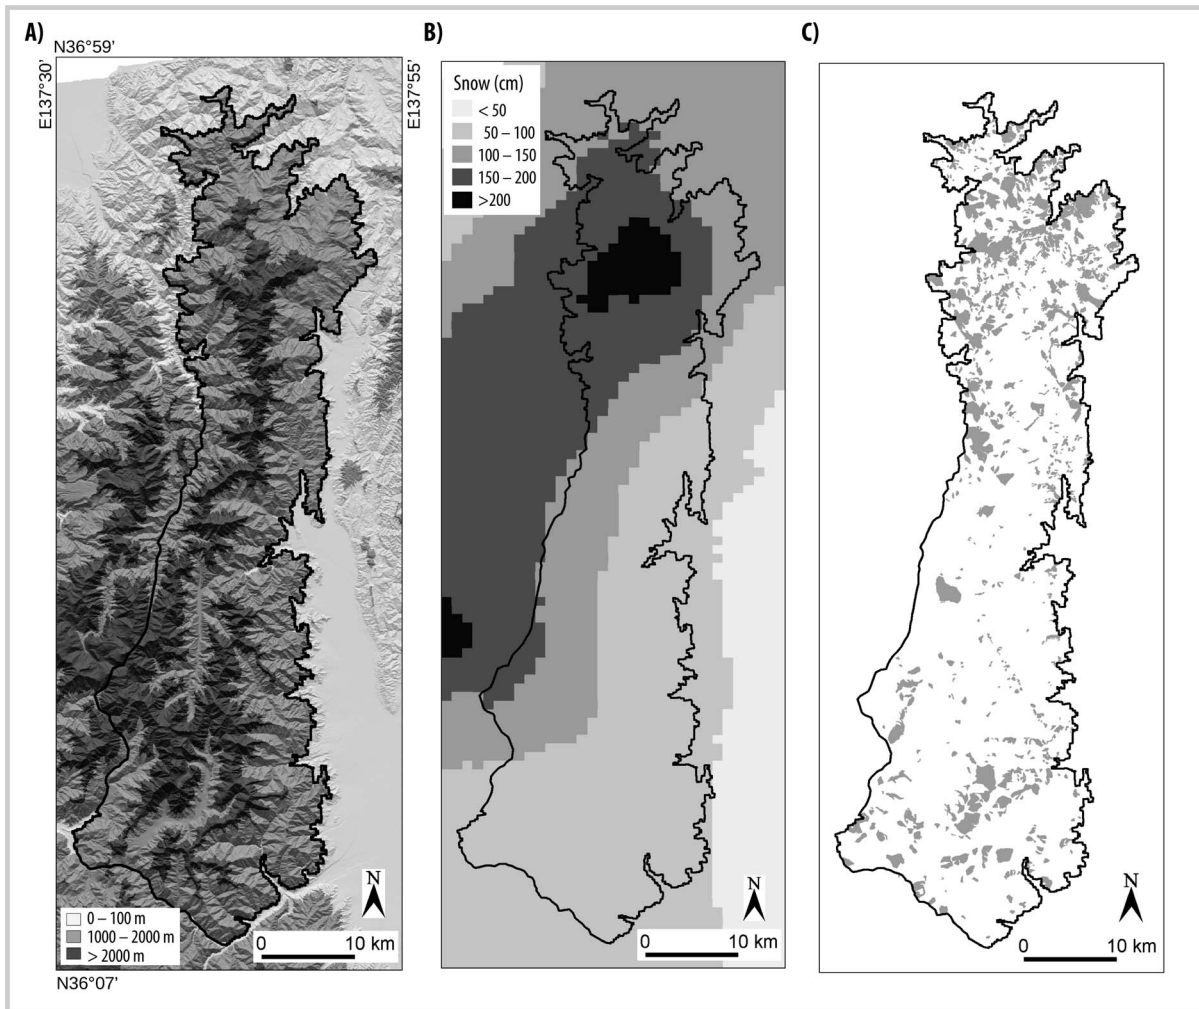 A)
N36°59'
E137°30'
E137°55'
0 – 100 m
1000 – 2000 m
> 2000 m
N
0 10 km
N36°07'
B)
Snow (cm)
< 50
50 – 100
100 – 150
150 – 200
>200
N
0 10 km
C)
N
0 10 km